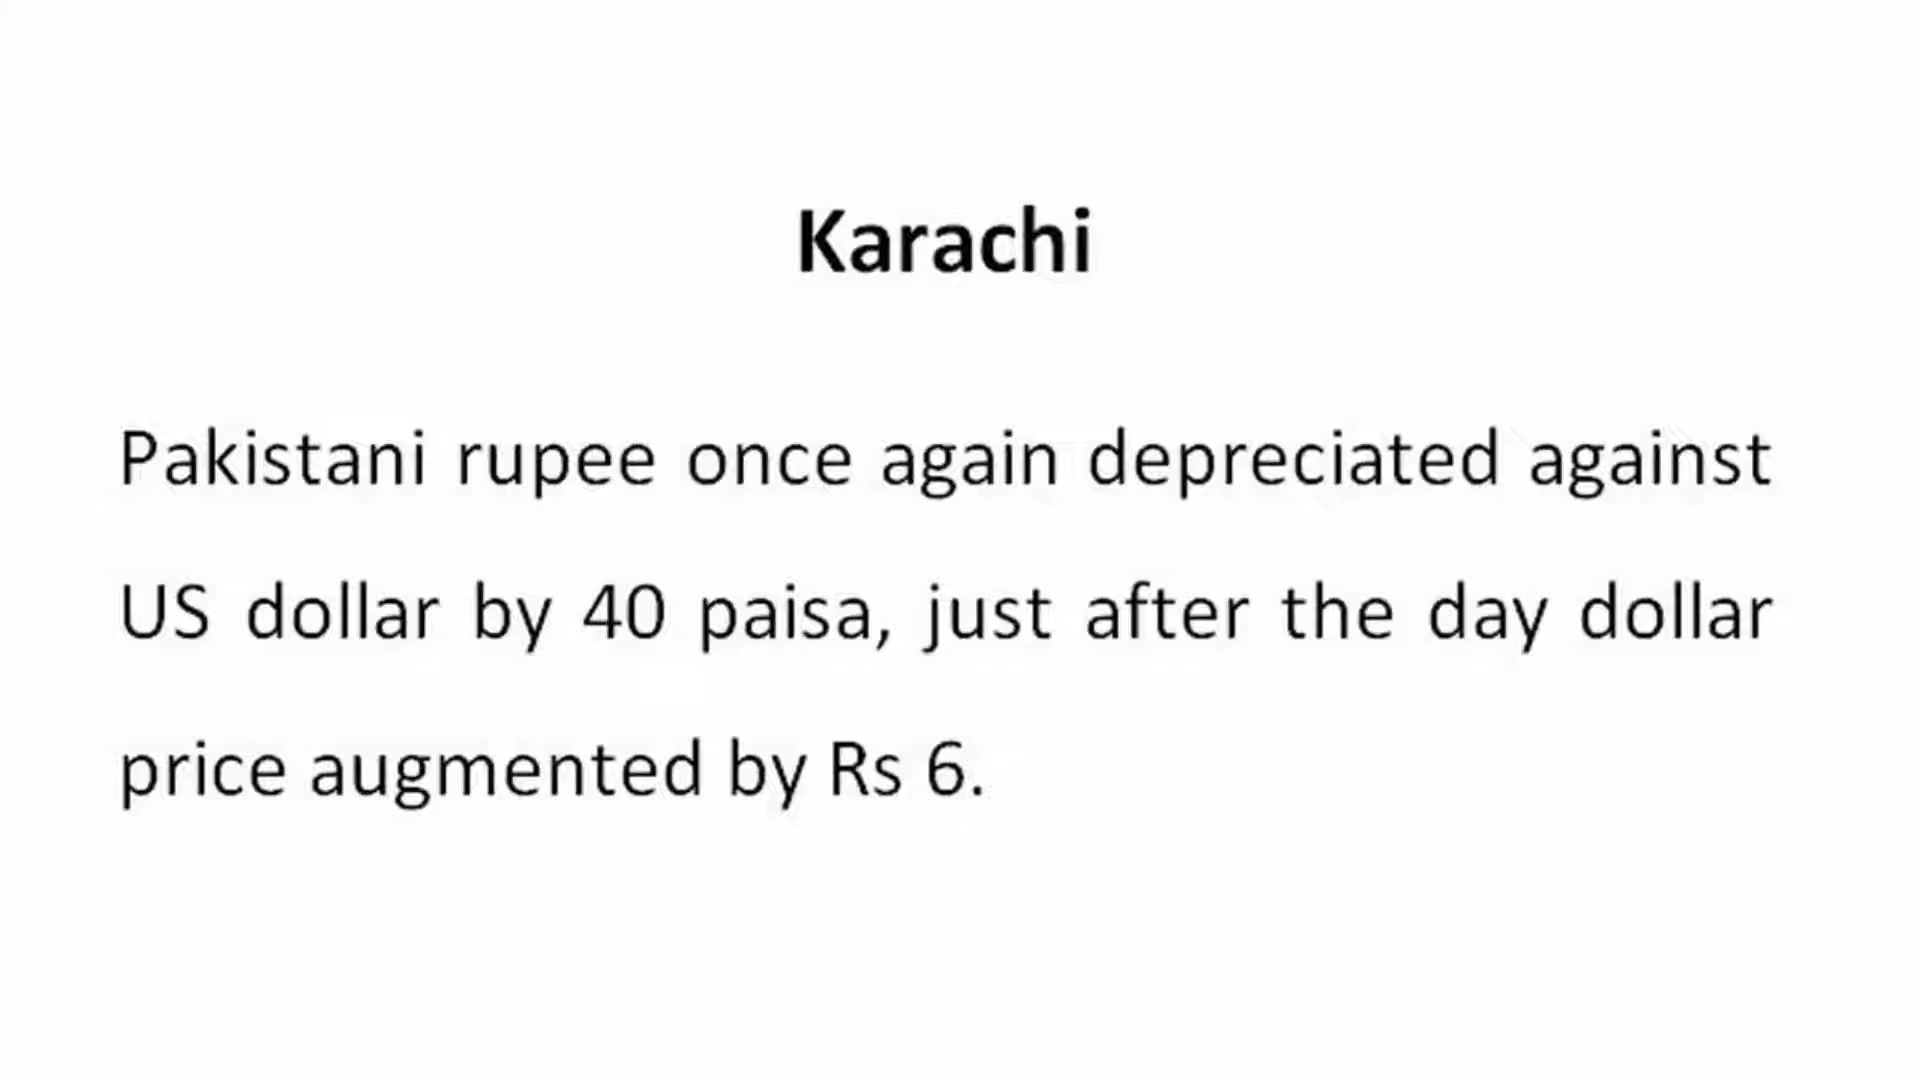 Karachi
Pakistani rupee once again depreciated against
US dollar by 40 paisa, just after the day dollar
price augmented by Rs 6.